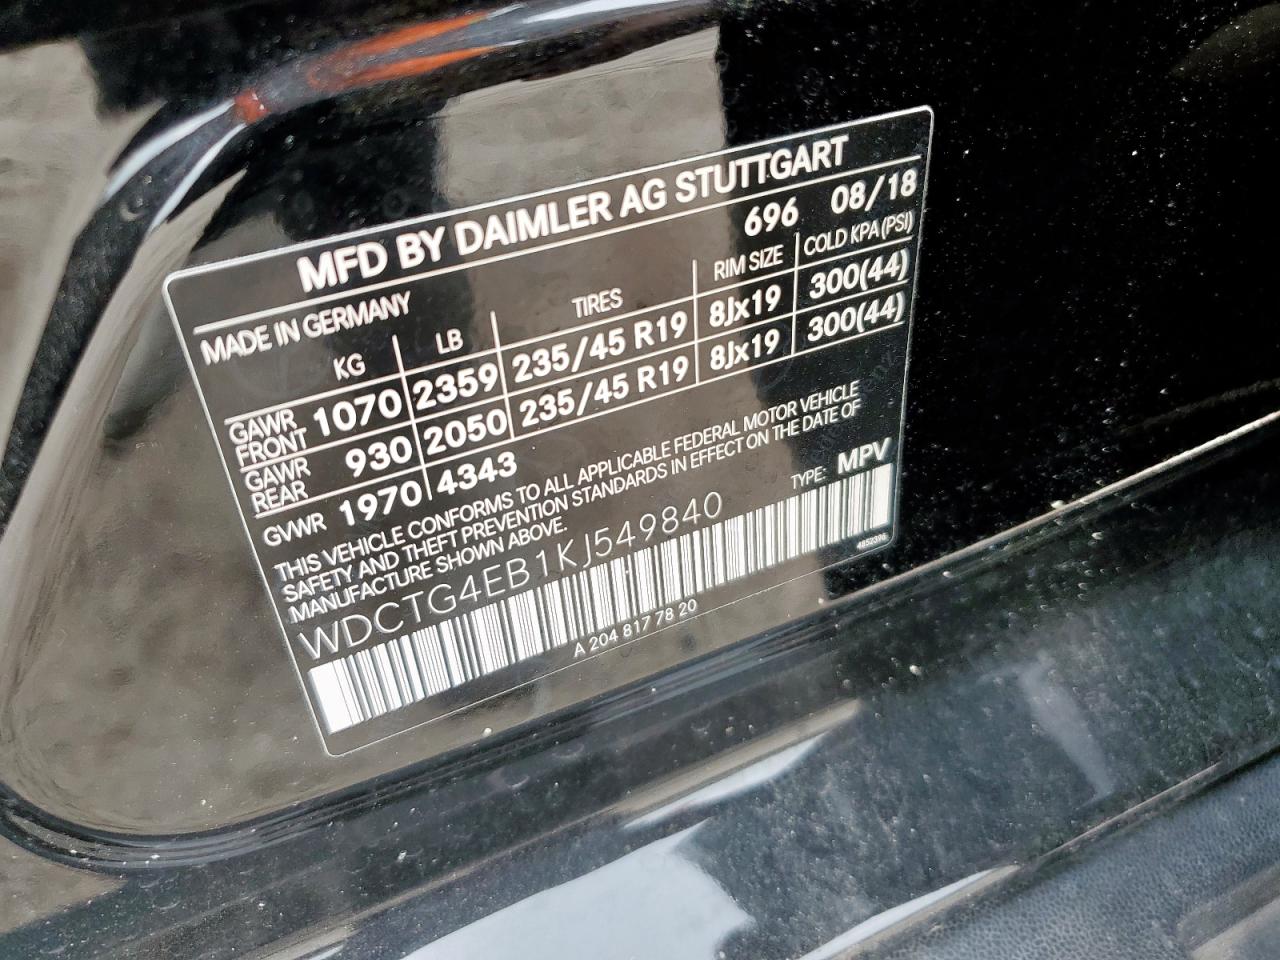 MFD BY DAIMLER AG STUTTGART
MADE IN GERMANY 696 08/18
KG LB TIRES RIM SIZE COLD KPA(PSI)
GAWR FRONT 1070 2359 235/45 R19 8Jx19 300(44)
GAWR REAR 930 2050 235/45 R19 8Jx19 300(44)
GVWR 1970 4343
THIS VEHICLE CONFORMS TO ALL APPLICABLE FEDERAL MOTOR VEHICLE
SAFETY AND THEFT PREVENTION STANDARDS IN EFFECT ON THE DATE OF
MANUFACTURE SHOWN ABOVE.
WDCTG4EB1KJ549840 TYPE: MPV
A 204 817 78 20